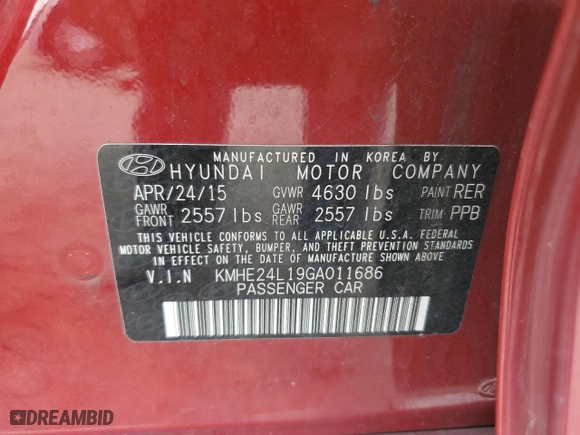 MANUFACTURED IN KOREA BY
HYUNDAI MOTOR COMPANY
APR/24/15 GVWR 4630 lbs PAINT RER
GAWR FRONT 2557 lbs GAWR REAR 2557 lbs TRIM PPB
THIS VEHICLE CONFORMS TO ALL APPLICABLE U.S.A. FEDERAL
MOTOR VEHICLE SAFETY, BUMPER, AND THEFT PREVENTION STANDARDS
IN EFFECT ON THE DATE OF MANUFACTURE SHOWN ABOVE.
V.I.N KMHE24L19GA011686
PASSENGER CAR
DREAMBID